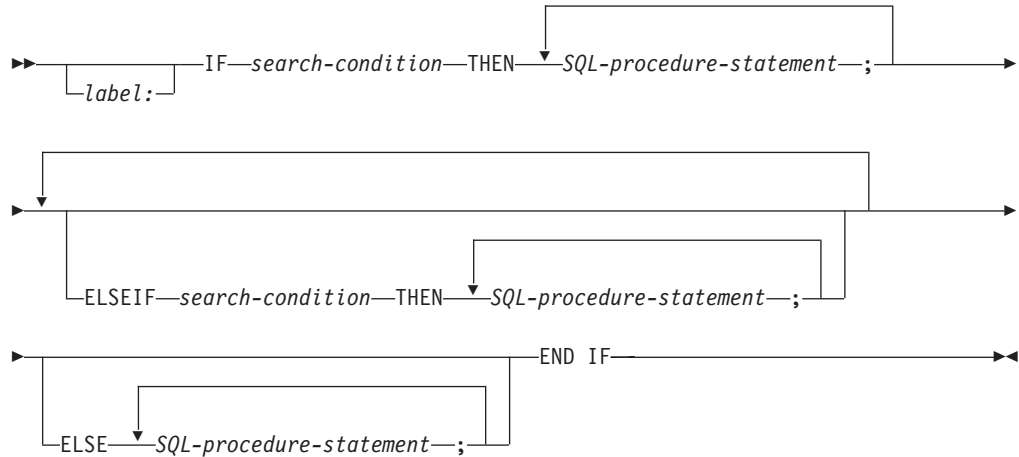 IF search-condition THEN SQL-procedure-statement ;
label:
ELSEIF search-condition THEN SQL-procedure-statement ;
END IF
ELSE SQL-procedure-statement ;